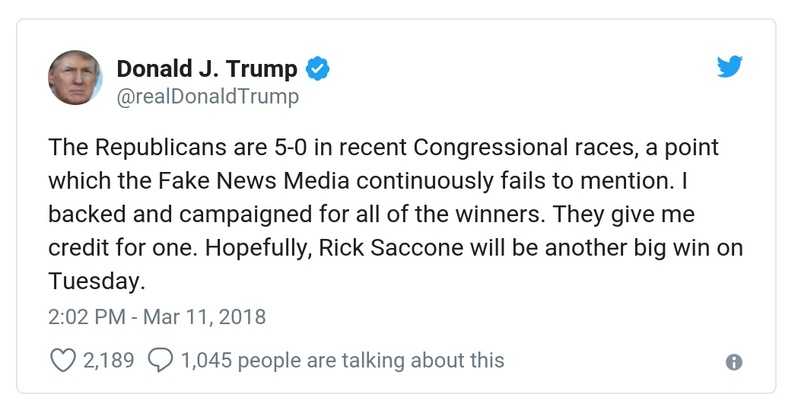 Donald J. Trump
@realDonaldTrump
The Republicans are 5-0 in recent Congressional races, a point
which the Fake News Media continuously fails to mention. I
backed and campaigned for all of the winners. They give me
credit for one. Hopefully, Rick Saccone will be another big win on
Tuesday.
2:02 PM - Mar 11, 2018
2,189 1,045 people are talking about this